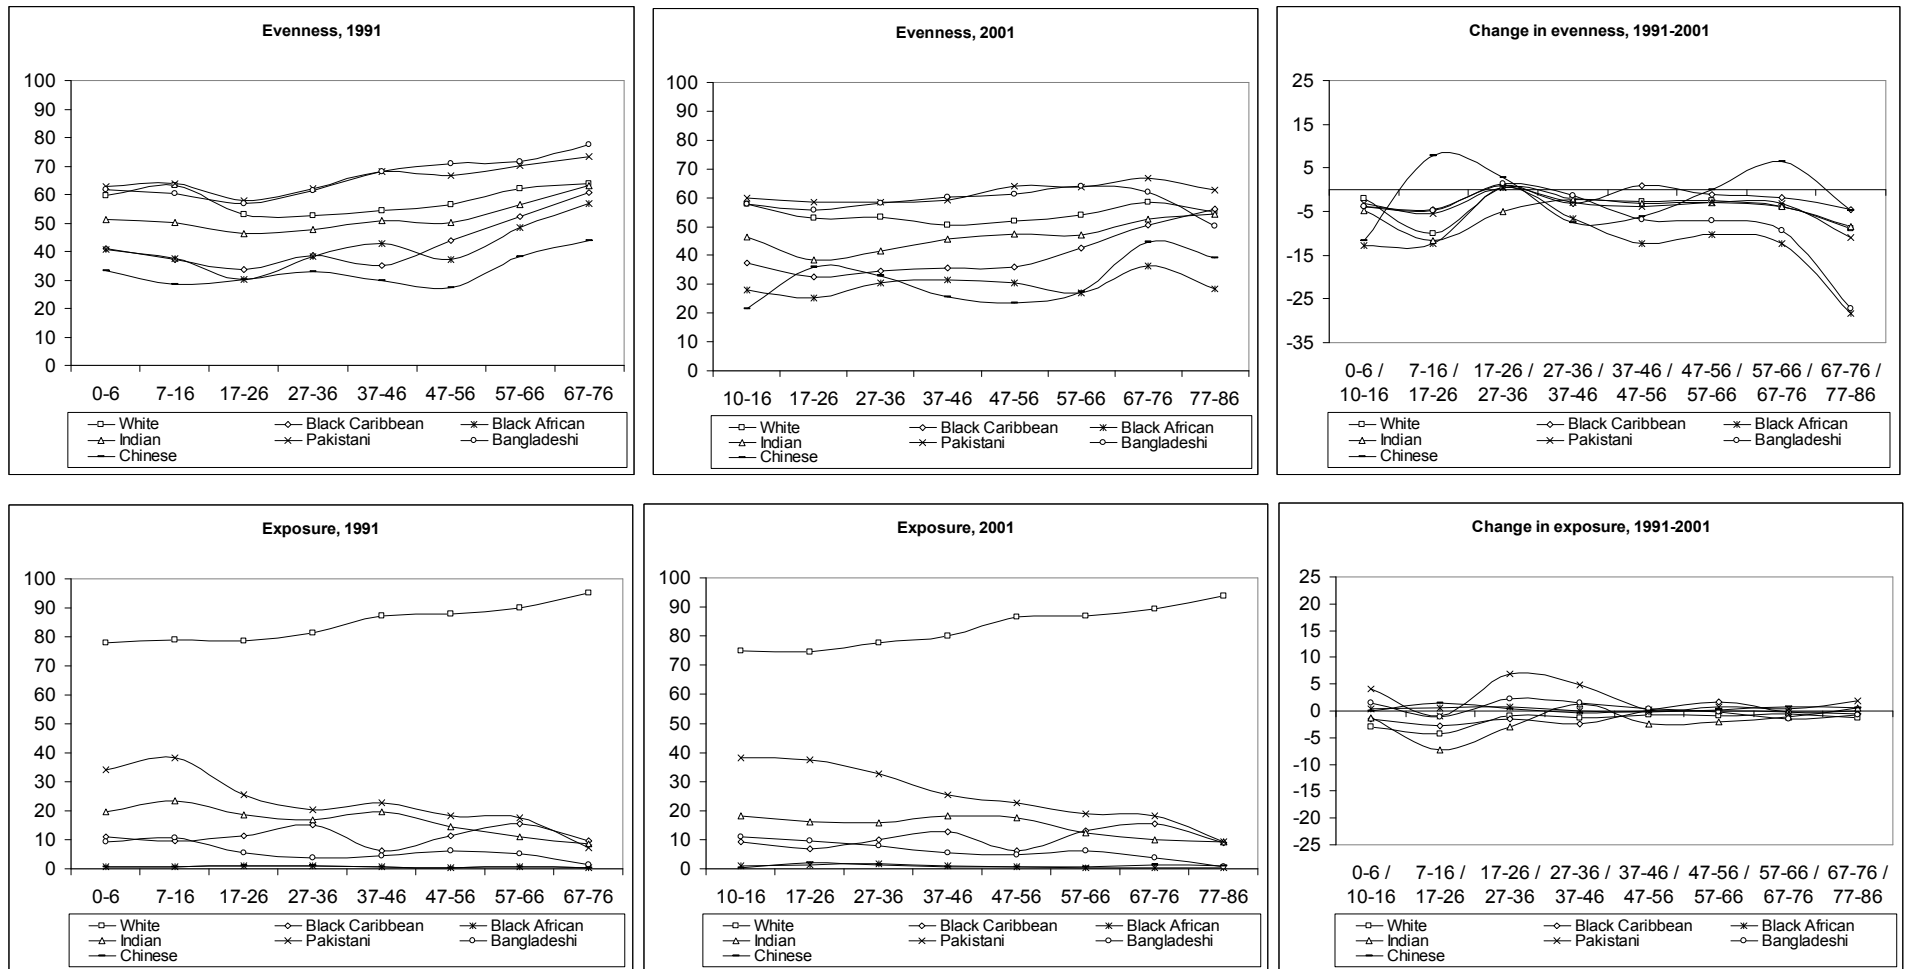 Evenness, 1991
100
90
80
70
60
50
40
30
20
10
0
0-6 7-16 17-26 27-36 37-46 47-56 57-66 67-76
White Black Caribbean Black African
Indian Pakistani Bangladeshi
Chinese
Evenness, 2001
100
90
80
70
60
50
40
30
20
10
0
10-16 17-26 27-36 37-46 47-56 57-66 67-76 77-86
White Black Caribbean Black African
Indian Pakistani Bangladeshi
Chinese
Change in evenness, 1991-2001
25
15
5
-5
-15
-25
-35
0-6 / 7-16 / 17-26 / 27-36 / 37-46 / 47-56 / 57-66 / 67-76 /
10-16 17-26 27-36 37-46 47-56 57-66 67-76 77-86
White Black Caribbean Black African
Indian Pakistani Bangladeshi
Chinese
Exposure, 1991
100
90
80
70
60
50
40
30
20
10
0
0-6 7-16 17-26 27-36 37-46 47-56 57-66 67-76
White Black Caribbean Black African
Indian Pakistani Bangladeshi
Chinese
Exposure, 2001
100
90
80
70
60
50
40
30
20
10
0
10-16 17-26 27-36 37-46 47-56 57-66 67-76 77-86
White Black Caribbean Black African
Indian Pakistani Bangladeshi
Chinese
Change in exposure, 1991-2001
25
20
15
10
5
0
-5
-10
-15
-20
-25
0-6 / 7-16 / 17-26 / 27-36 / 37-46 / 47-56 / 57-66 / 67-76 /
10-16 17-26 27-36 37-46 47-56 57-66 67-76 77-86
White Black Caribbean Black African
Indian Pakistani Bangladeshi
Chinese